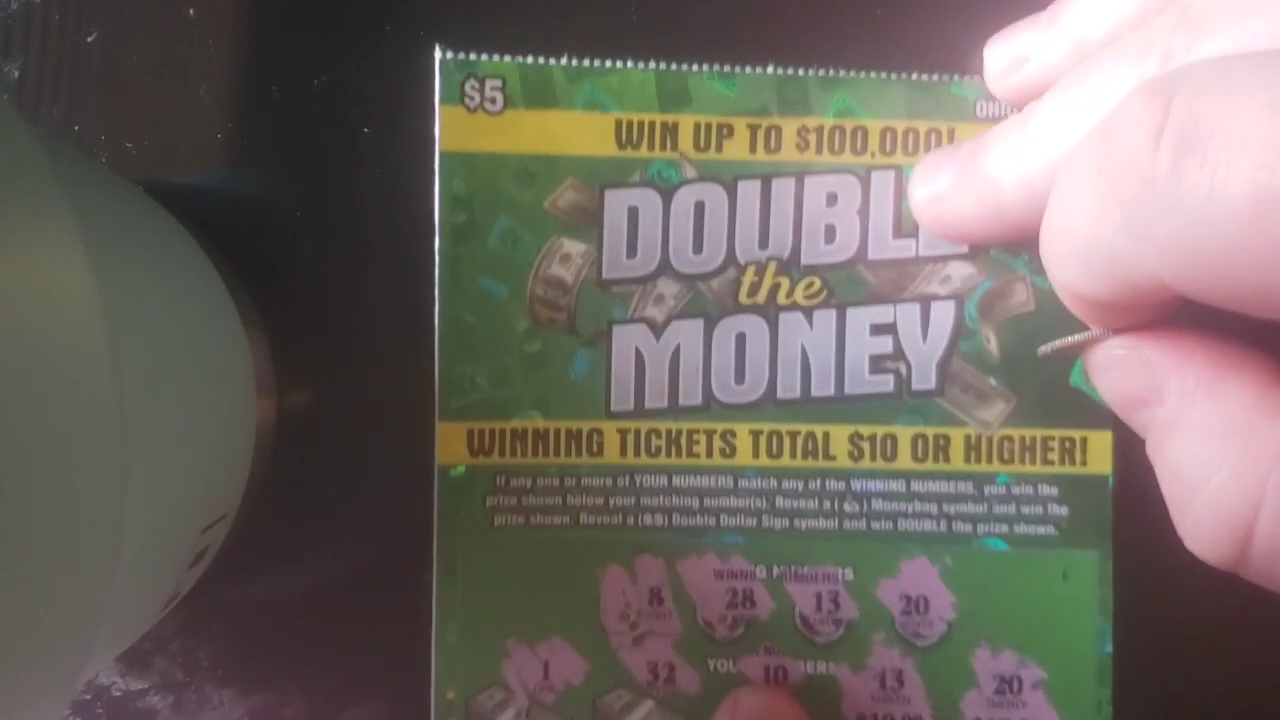 $5
WIN UP TO $100,000!
DOUBLE
the
MONEY
WINNING TICKETS TOTAL $10 OR HIGHER!
If any one or more of YOUR NUMBERS match any of the WINNING NUMBERS, you win the
prize shown below your matching number(s). Reveal a ( ) Moneybag symbol and win the
prize shown. Reveal a ($$) Double Dollar Sign symbol and win DOUBLE the prize shown.
8 28 13 20
1 32 10 13 20